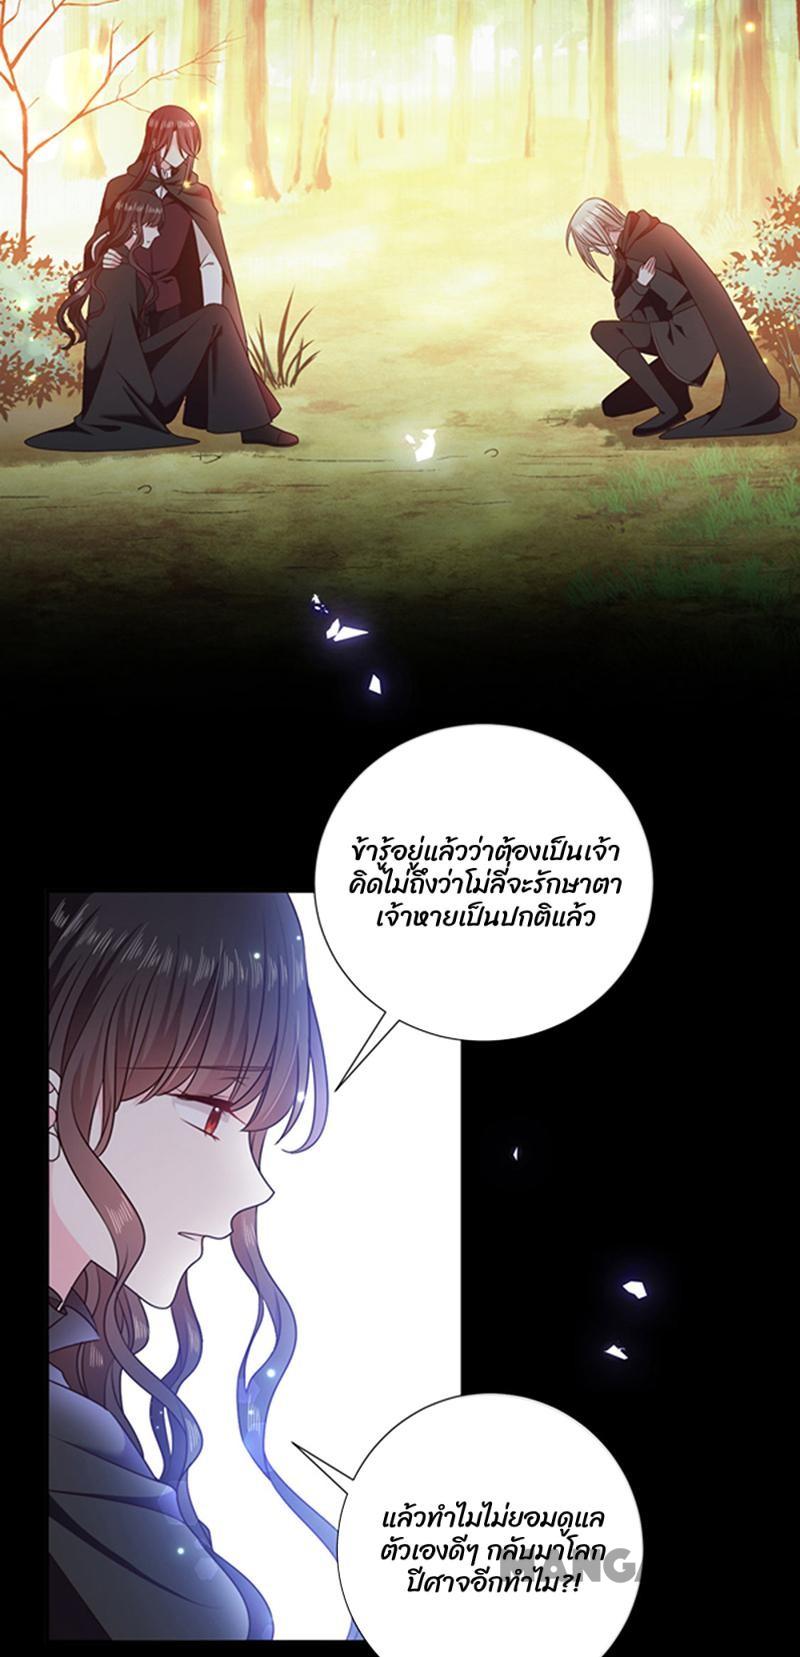 ข้ารู้อยู่แล้วว่าต้องเป็นเจ้า
คิดไม่ถึงว่าโม่ลี่จะรักษาตา
เจ้าหายเป็นปกติแล้ว
แล้วทำไมไม่ยอมดูแล
ตัวเองดีๆ กลับมาโลก
ปีศาจอีกทำไม?!
MANGA